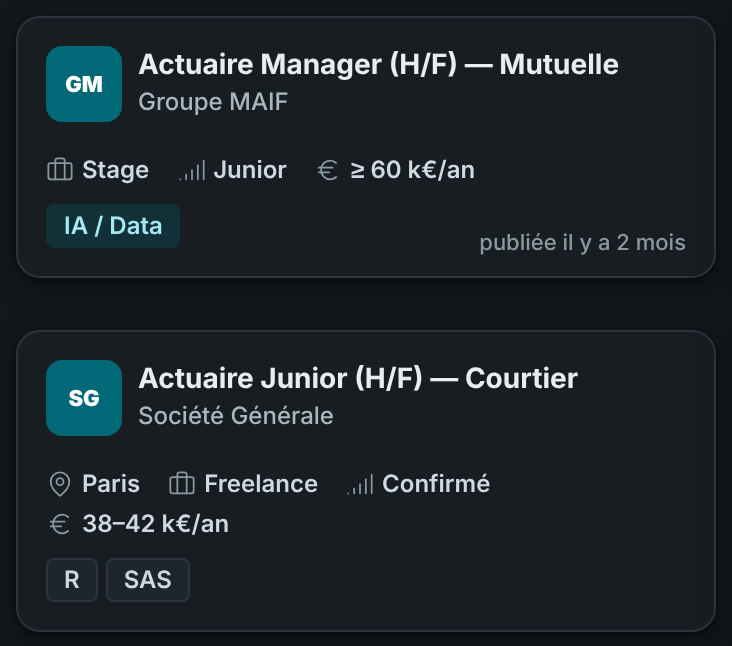 GM
Actuaire Manager (H/F) — Mutuelle
Groupe MAIF
Stage Junior ≥ 60 k€/an
IA / Data
publiée il y a 2 mois
SG
Actuaire Junior (H/F) — Courtier
Société Générale
Paris Freelance Confirmé
38–42 k€/an
R SAS